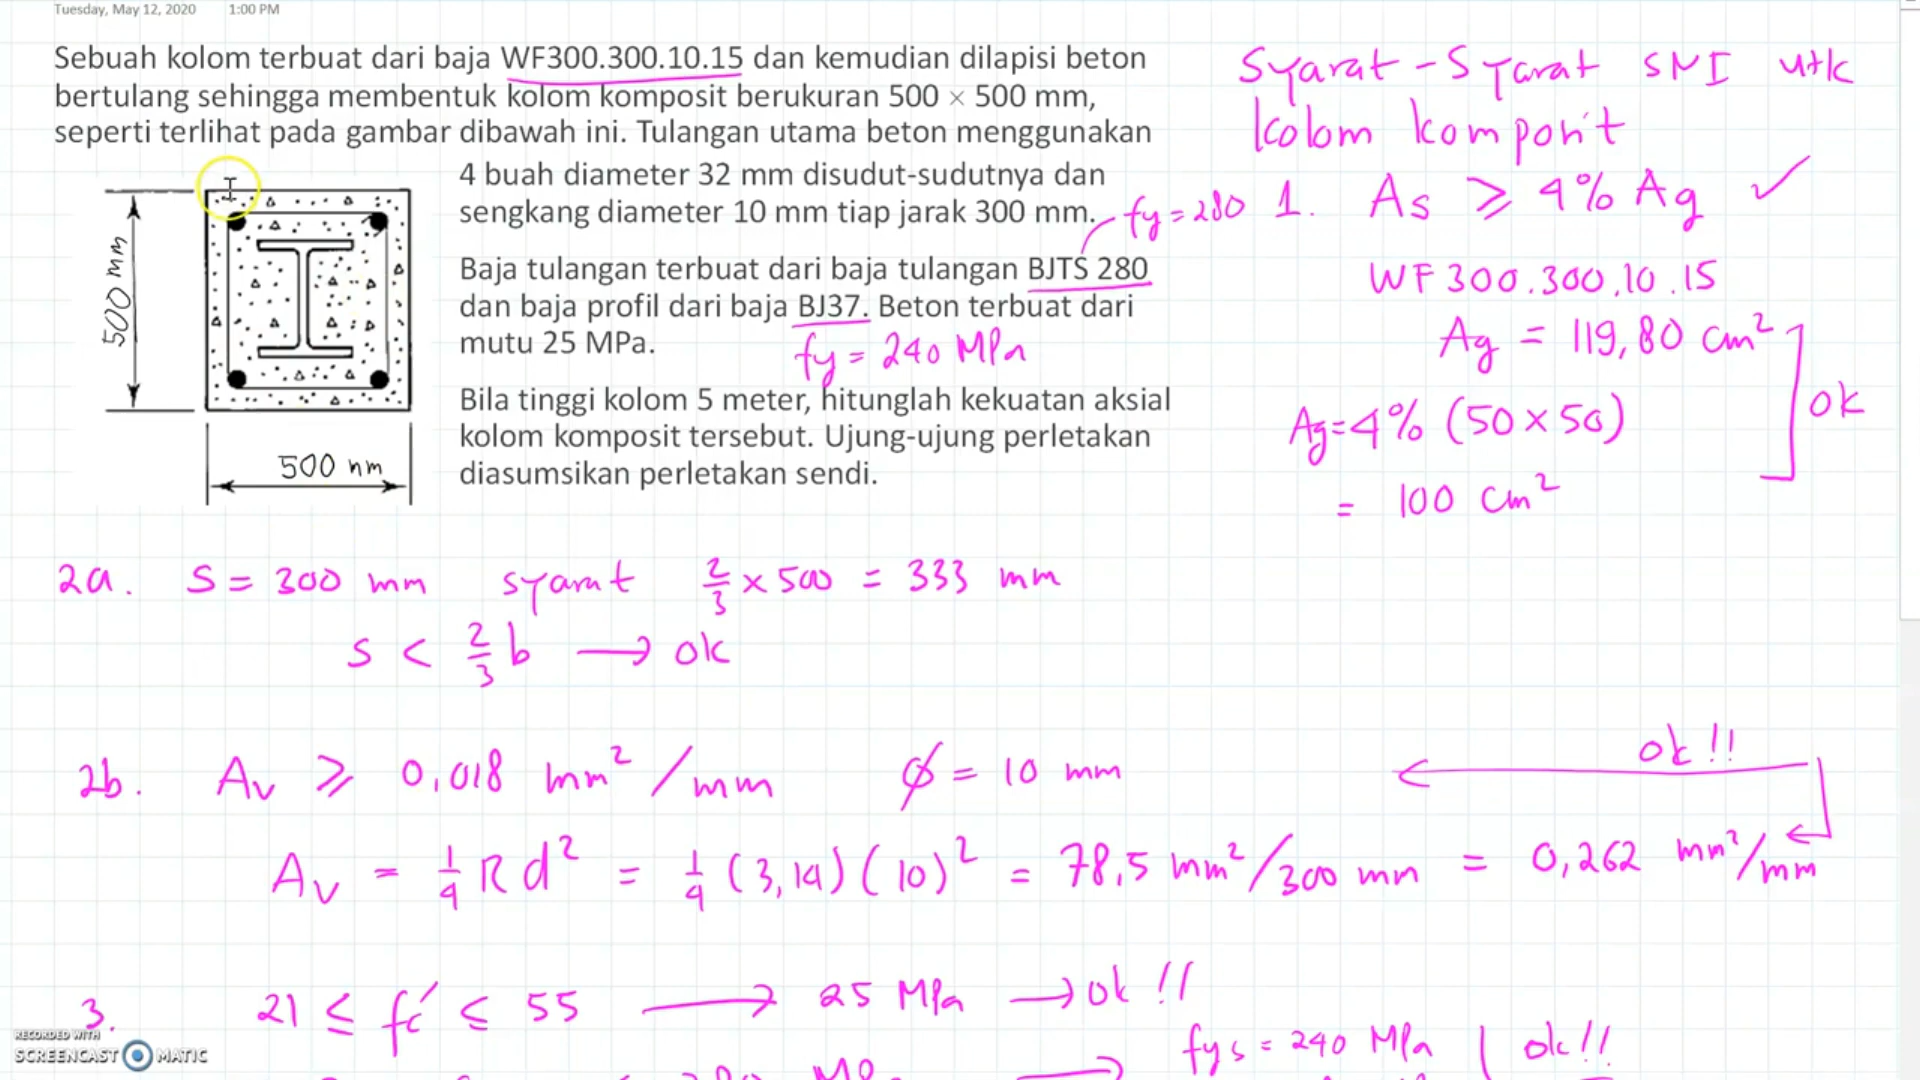 Tuesday, May 12, 2020 1:00 PM
Sebuah kolom terbuat dari baja WF300.300.10.15 dan kemudian dilapisi beton
bertulang sehingga membentuk kolom komposit berukuran 500 × 500 mm,
seperti terlihat pada gambar dibawah ini. Tulangan utama beton menggunakan
4 buah diameter 32 mm disudut-sudutnya dan
sengkang diameter 10 mm tiap jarak 300 mm.
fy = 280
Baja tulangan terbuat dari baja tulangan BJTS 280
dan baja profil dari baja BJ37. Beton terbuat dari
mutu 25 MPa.
fy = 240 MPa
Bila tinggi kolom 5 meter, hitunglah kekuatan aksial
kolom komposit tersebut. Ujung-ujung perletakan
diasumsikan perletakan sendi.
500 mm
500 mm
Syarat-Syarat SNI utk
kolom komposit
1. As ⩾ 4% Ag ✓
WF 300.300.10.15
Ag = 119,80 cm²
Ag = 4% (50 × 50)
= 100 cm²
ok
2a. S = 300 mm syarat 2/3 × 500 = 333 mm
s < 2/3 b → ok
2b. Av ⩾ 0,018 mm²/mm ϕ = 10 mm
ok!!
Av = 1/4 π d² = 1/4 (3,14) (10)² = 78,5 mm²/300 mm = 0,262 mm²/mm
3. 21 ≤ fc' ≤ 55 → 25 MPa → ok!!
fys = 240 MPa ok!!
RECORDED WITH
SCREENCAST MATIC